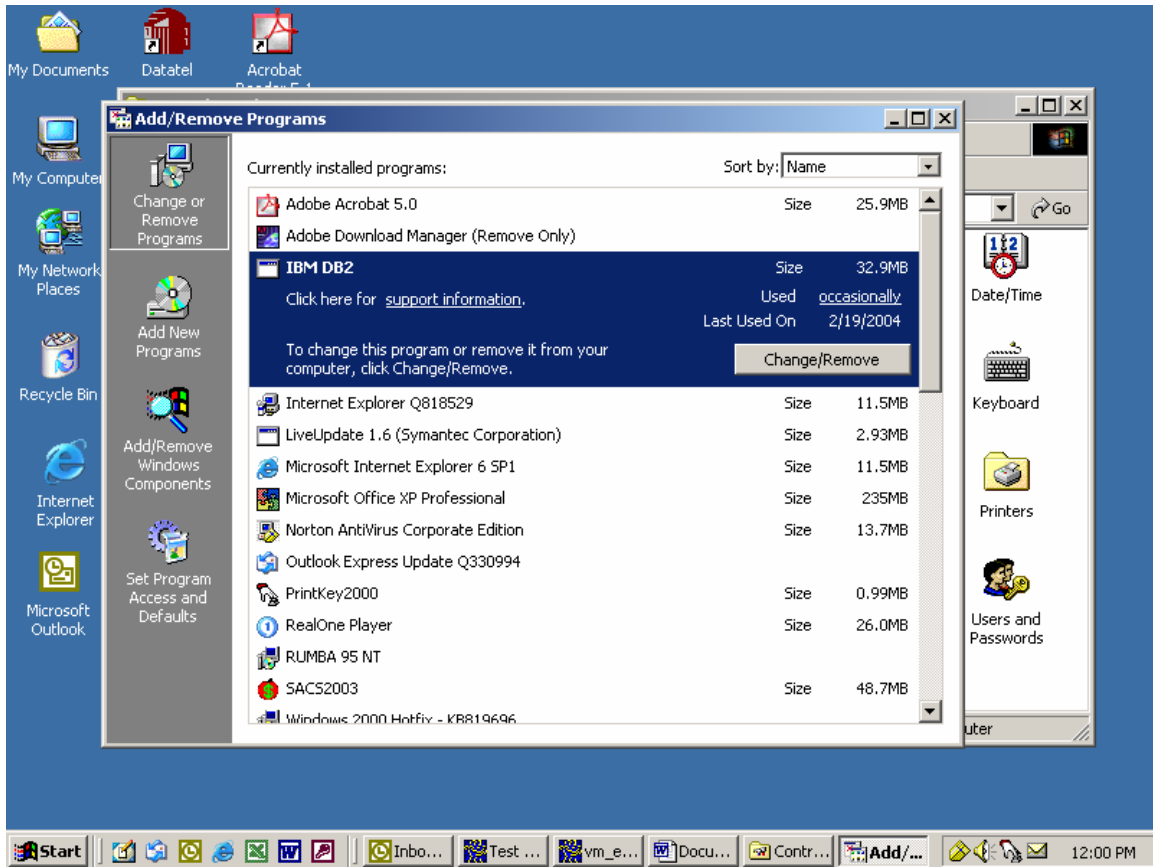 My Documents
Datatel
Acrobat
My Computer
My Network
Places
Recycle Bin
Internet
Explorer
Microsoft
Outlook
Add/Remove Programs
Change or
Remove
Programs
Add New
Programs
Add/Remove
Windows
Components
Set Program
Access and
Defaults
Currently installed programs:
Sort by: Name
Adobe Acrobat 5.0 Size 25.9MB
Adobe Download Manager (Remove Only)
IBM DB2 Size 32.9MB
Click here for support information. Used occasionally
Last Used On 2/19/2004
To change this program or remove it from your
computer, click Change/Remove.
Change/Remove
Internet Explorer Q818529 Size 11.5MB
LiveUpdate 1.6 (Symantec Corporation) Size 2.93MB
Microsoft Internet Explorer 6 SP1 Size 11.5MB
Microsoft Office XP Professional Size 235MB
Norton AntiVirus Corporate Edition Size 13.7MB
Outlook Express Update Q330994
PrintKey2000 Size 0.99MB
RealOne Player Size 26.0MB
RUMBA 95 NT
SACS2003 Size 48.7MB
Windows 2000 Hotfix - KB819696
Go
Date/Time
Keyboard
Printers
Users and
Passwords
uter
Start
Inbo...
Test ...
vm_e...
Docu...
Contr...
Add/...
12:00 PM